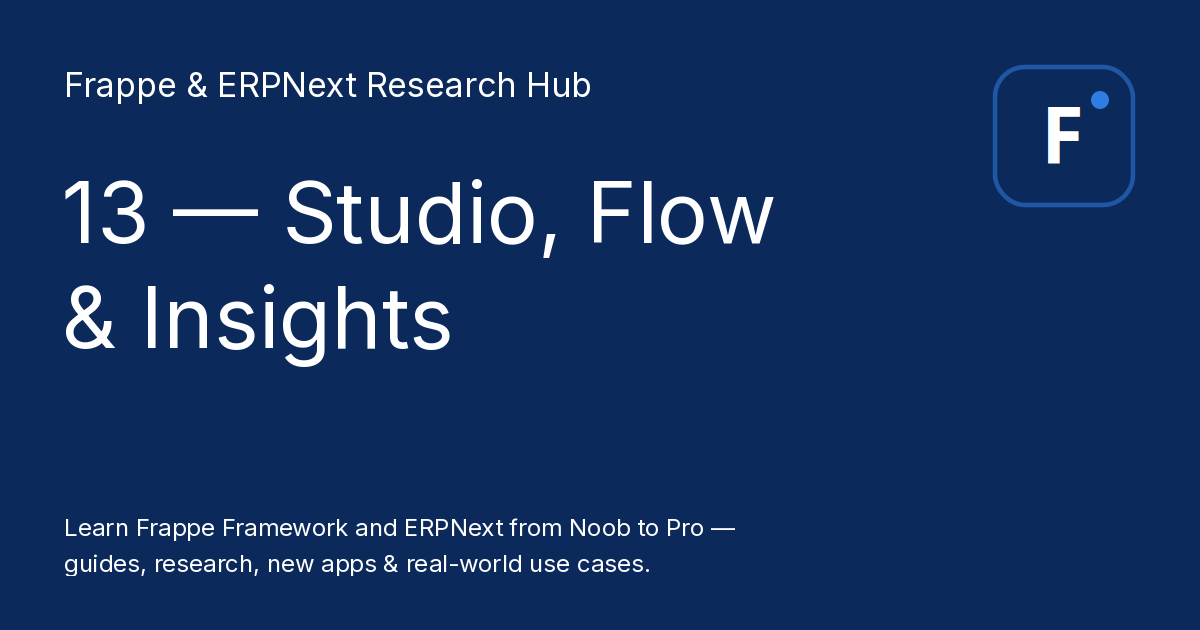 Frappe & ERPNext Research Hub
F
13 — Studio, Flow
& Insights
Learn Frappe Framework and ERPNext from Noob to Pro —
guides, research, new apps & real-world use cases.